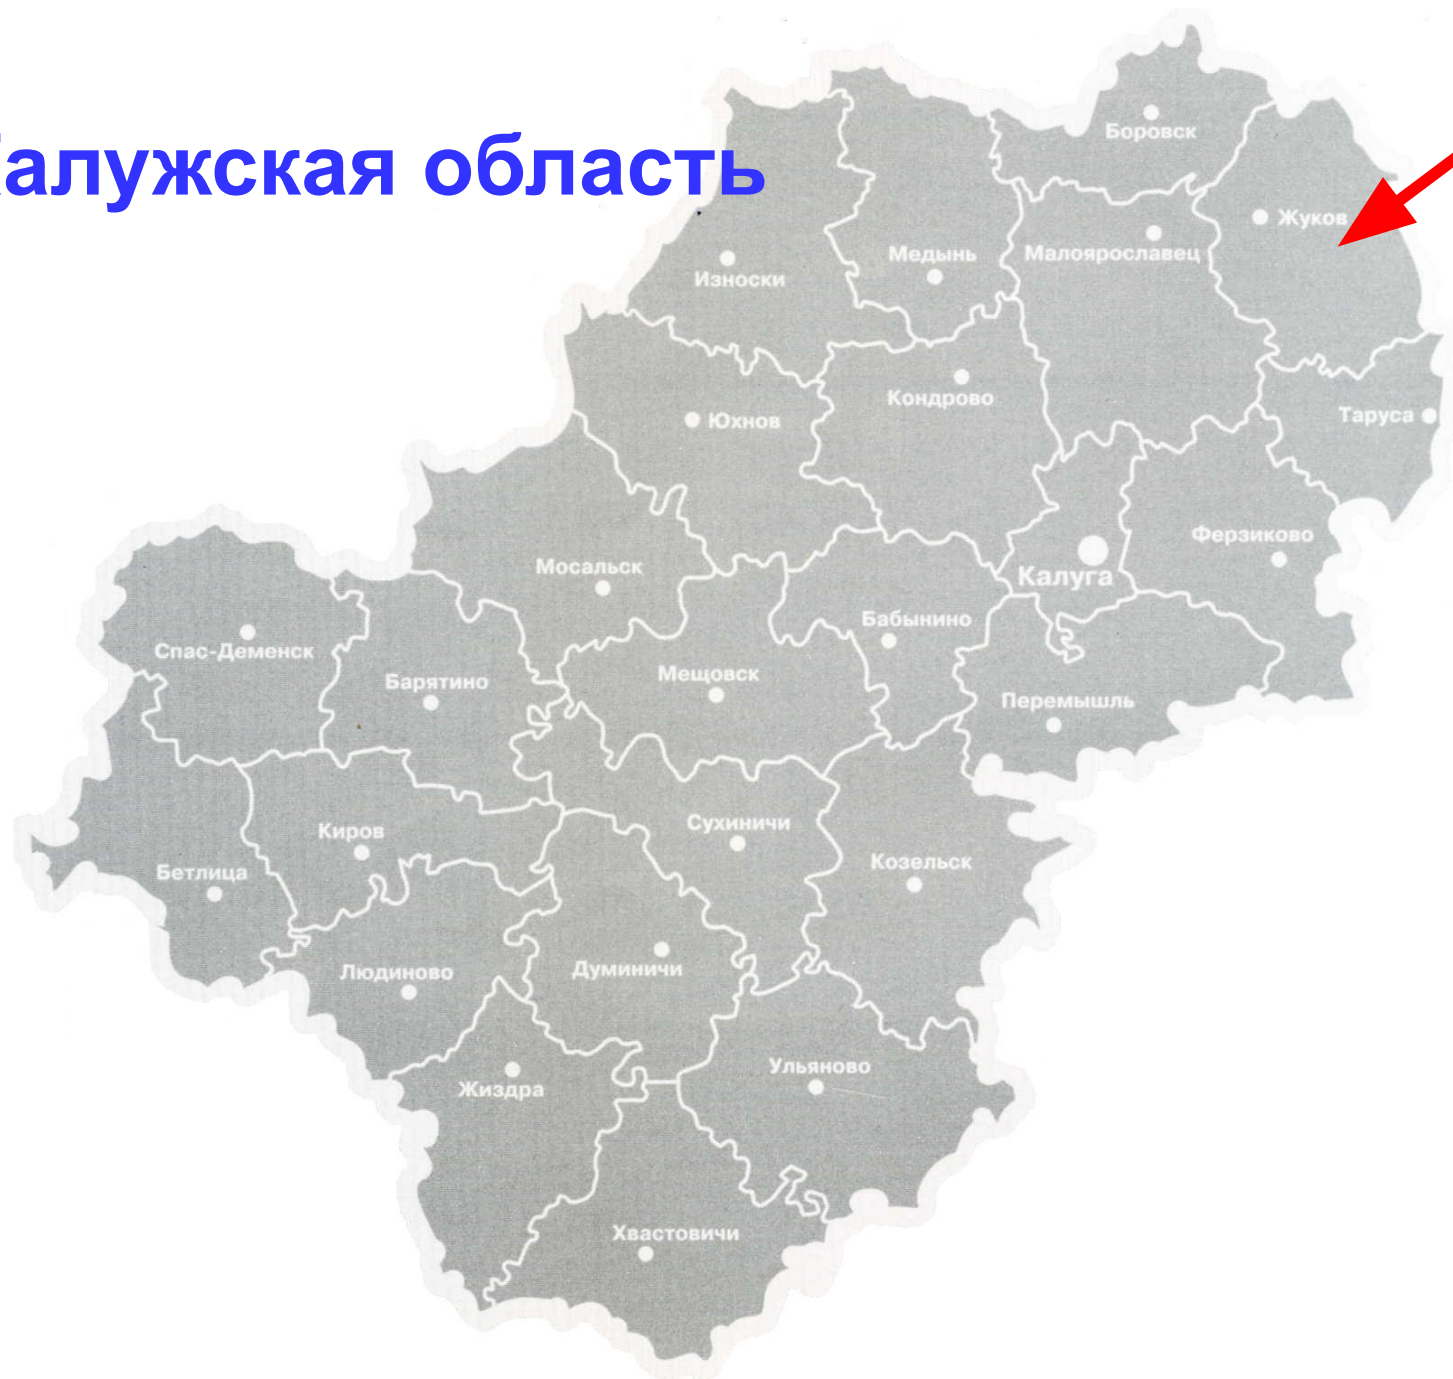 Калужская область
Боровск
Жуков
Медынь
Малоярославец
Износки
Кондрово
Таруса
Юхнов
Ферзиково
Мосальск
Калуга
Бабынино
Спас-Деменск
Мещовск
Барятино
Перемышль
Сухиничи
Киров
Козельск
Бетлица
Думиничи
Людиново
Ульяново
Жиздра
Хвастовичи